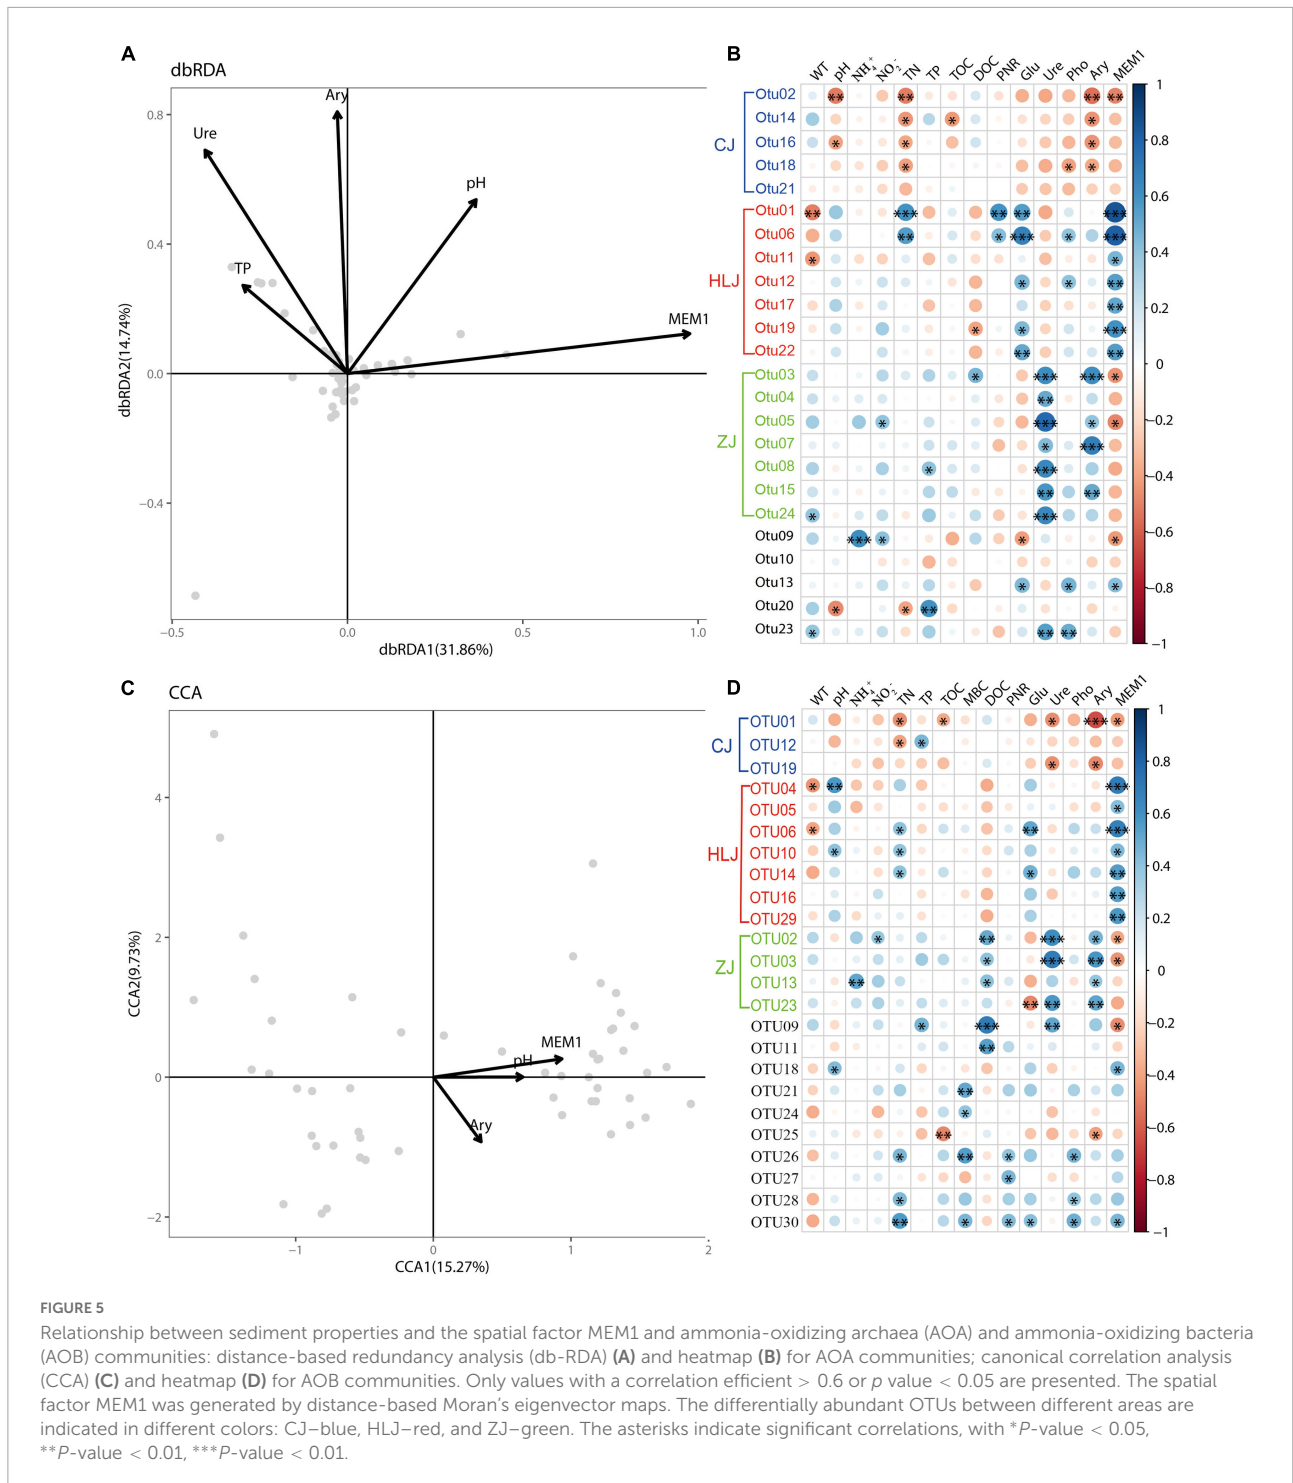 A
dbRDA
Ary
Ure
pH
TP
MEM1
0.8
0.4
0.0
−0.4
−0.5
0.0
0.5
1.0
dbRDA2(14.74%)
dbRDA1(31.86%)
B
WT pH NH4+ NO2- TN TP TOC DOC PNR Glu Ure Pho Ary MEM1
CJ
Otu02 ** ** ** **
Otu14 * * *
Otu16 * * *
Otu18 * * *
Otu21
HLJ
Otu01 ** *** ** ** ***
Otu06 ** * *** * ***
Otu11 * *
Otu12 * * **
Otu17 **
Otu19 * * ***
Otu22 ** **
ZJ
Otu03 * *** *** *
Otu04 **
Otu05 * *** * *
Otu07 * ***
Otu08 * ***
Otu15 ** **
Otu24 * ***
Otu09 *** * * *
Otu10
Otu13 * * *
Otu20 * * **
Otu23 * ** **
1
0.8
0.6
0.4
0.2
0
−0.2
−0.4
−0.6
−0.8
−1
C
CCA
MEM1
pH
Ary
4
2
0
−2
−1
0
1
2
CCA2(9.73%)
CCA1(15.27%)
D
WT pH NH4+ NO2- TN TP TOC MBC DOC PNR Glu Ure Pho Ary MEM1
CJ
OTU01 * * * *** *
OTU12 * *
OTU19 * *
HLJ
OTU04 * ** ***
OTU05 *
OTU06 * * ** ***
OTU10 * * *
OTU14 * * **
OTU16 **
OTU29 **
ZJ
OTU02 * ** *** * *
OTU03 * *** ** *
OTU13 ** * *
OTU23 ** ** **
OTU09 * *** ** *
OTU11 **
OTU18 * *
OTU21 **
OTU24 *
OTU25 ** *
OTU26 * ** * *
OTU27 *
OTU28 * *
OTU30 ** * * * * *
1
0.8
0.6
0.4
0.2
0
−0.2
−0.4
−0.6
−0.8
−1
FIGURE 5
Relationship between sediment properties and the spatial factor MEM1 and ammonia-oxidizing archaea (AOA) and ammonia-oxidizing bacteria
(AOB) communities: distance-based redundancy analysis (db-RDA) (A) and heatmap (B) for AOA communities; canonical correlation analysis
(CCA) (C) and heatmap (D) for AOB communities. Only values with a correlation efficient > 0.6 or p value < 0.05 are presented. The spatial
factor MEM1 was generated by distance-based Moran's eigenvector maps. The differentially abundant OTUs between different areas are
indicated in different colors: CJ–blue, HLJ–red, and ZJ–green. The asterisks indicate significant correlations, with *P-value < 0.05,
**P-value < 0.01, ***P-value < 0.01.